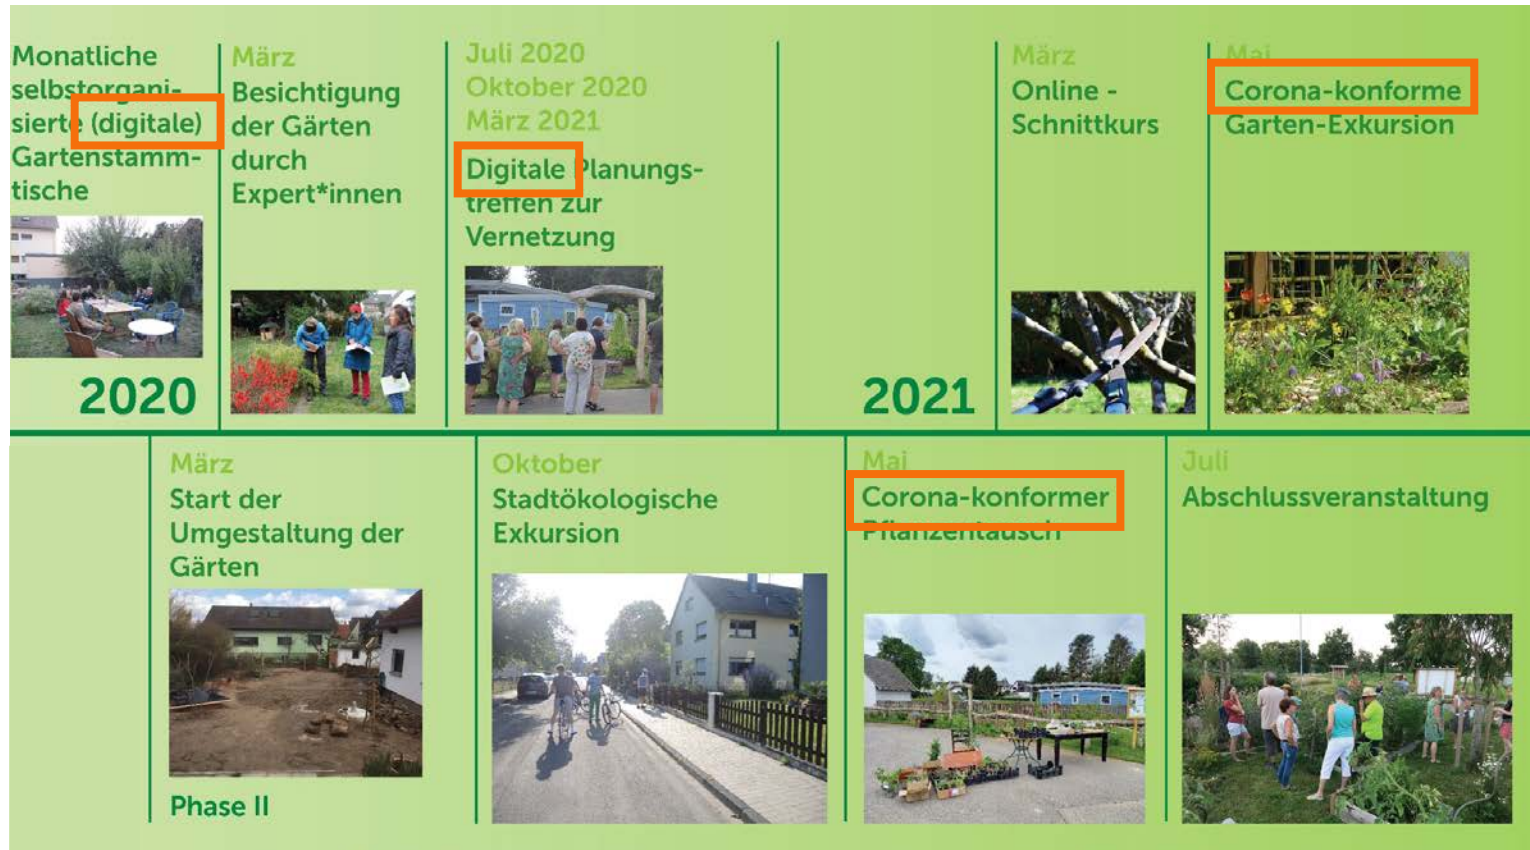 Monatliche
selbstorgani-
sierte (digitale)
Gartenstamm-
tische
März
Besichtigung
der Gärten
durch
Expert*innen
Juli 2020
Oktober 2020
März 2021
Digitale Planungs-
treffen zur
Vernetzung
März
Online -
Schnittkurs
Mai
Corona-konforme
Garten-Exkursion
2020
2021
März
Start der
Umgestaltung der
Gärten
Phase II
Oktober
Stadtökologische
Exkursion
Mai
Corona-konformer
Pflanzentausch
Juli
Abschlussveranstaltung